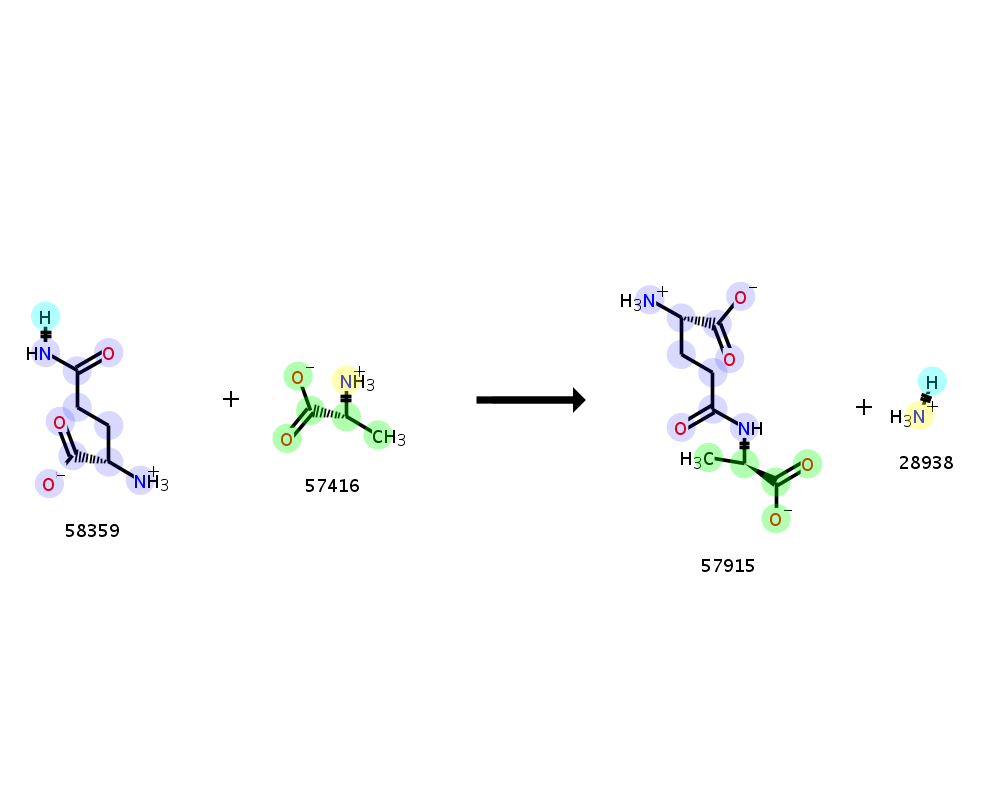 H
HN
O
O
O⁻
NH₃⁺
58359
+
O⁻
NH₃⁺
O
CH₃
57416
H₃N⁺
O⁻
O
O
NH
H₃C
O
O⁻
57915
+
H
H₃N⁺
28938